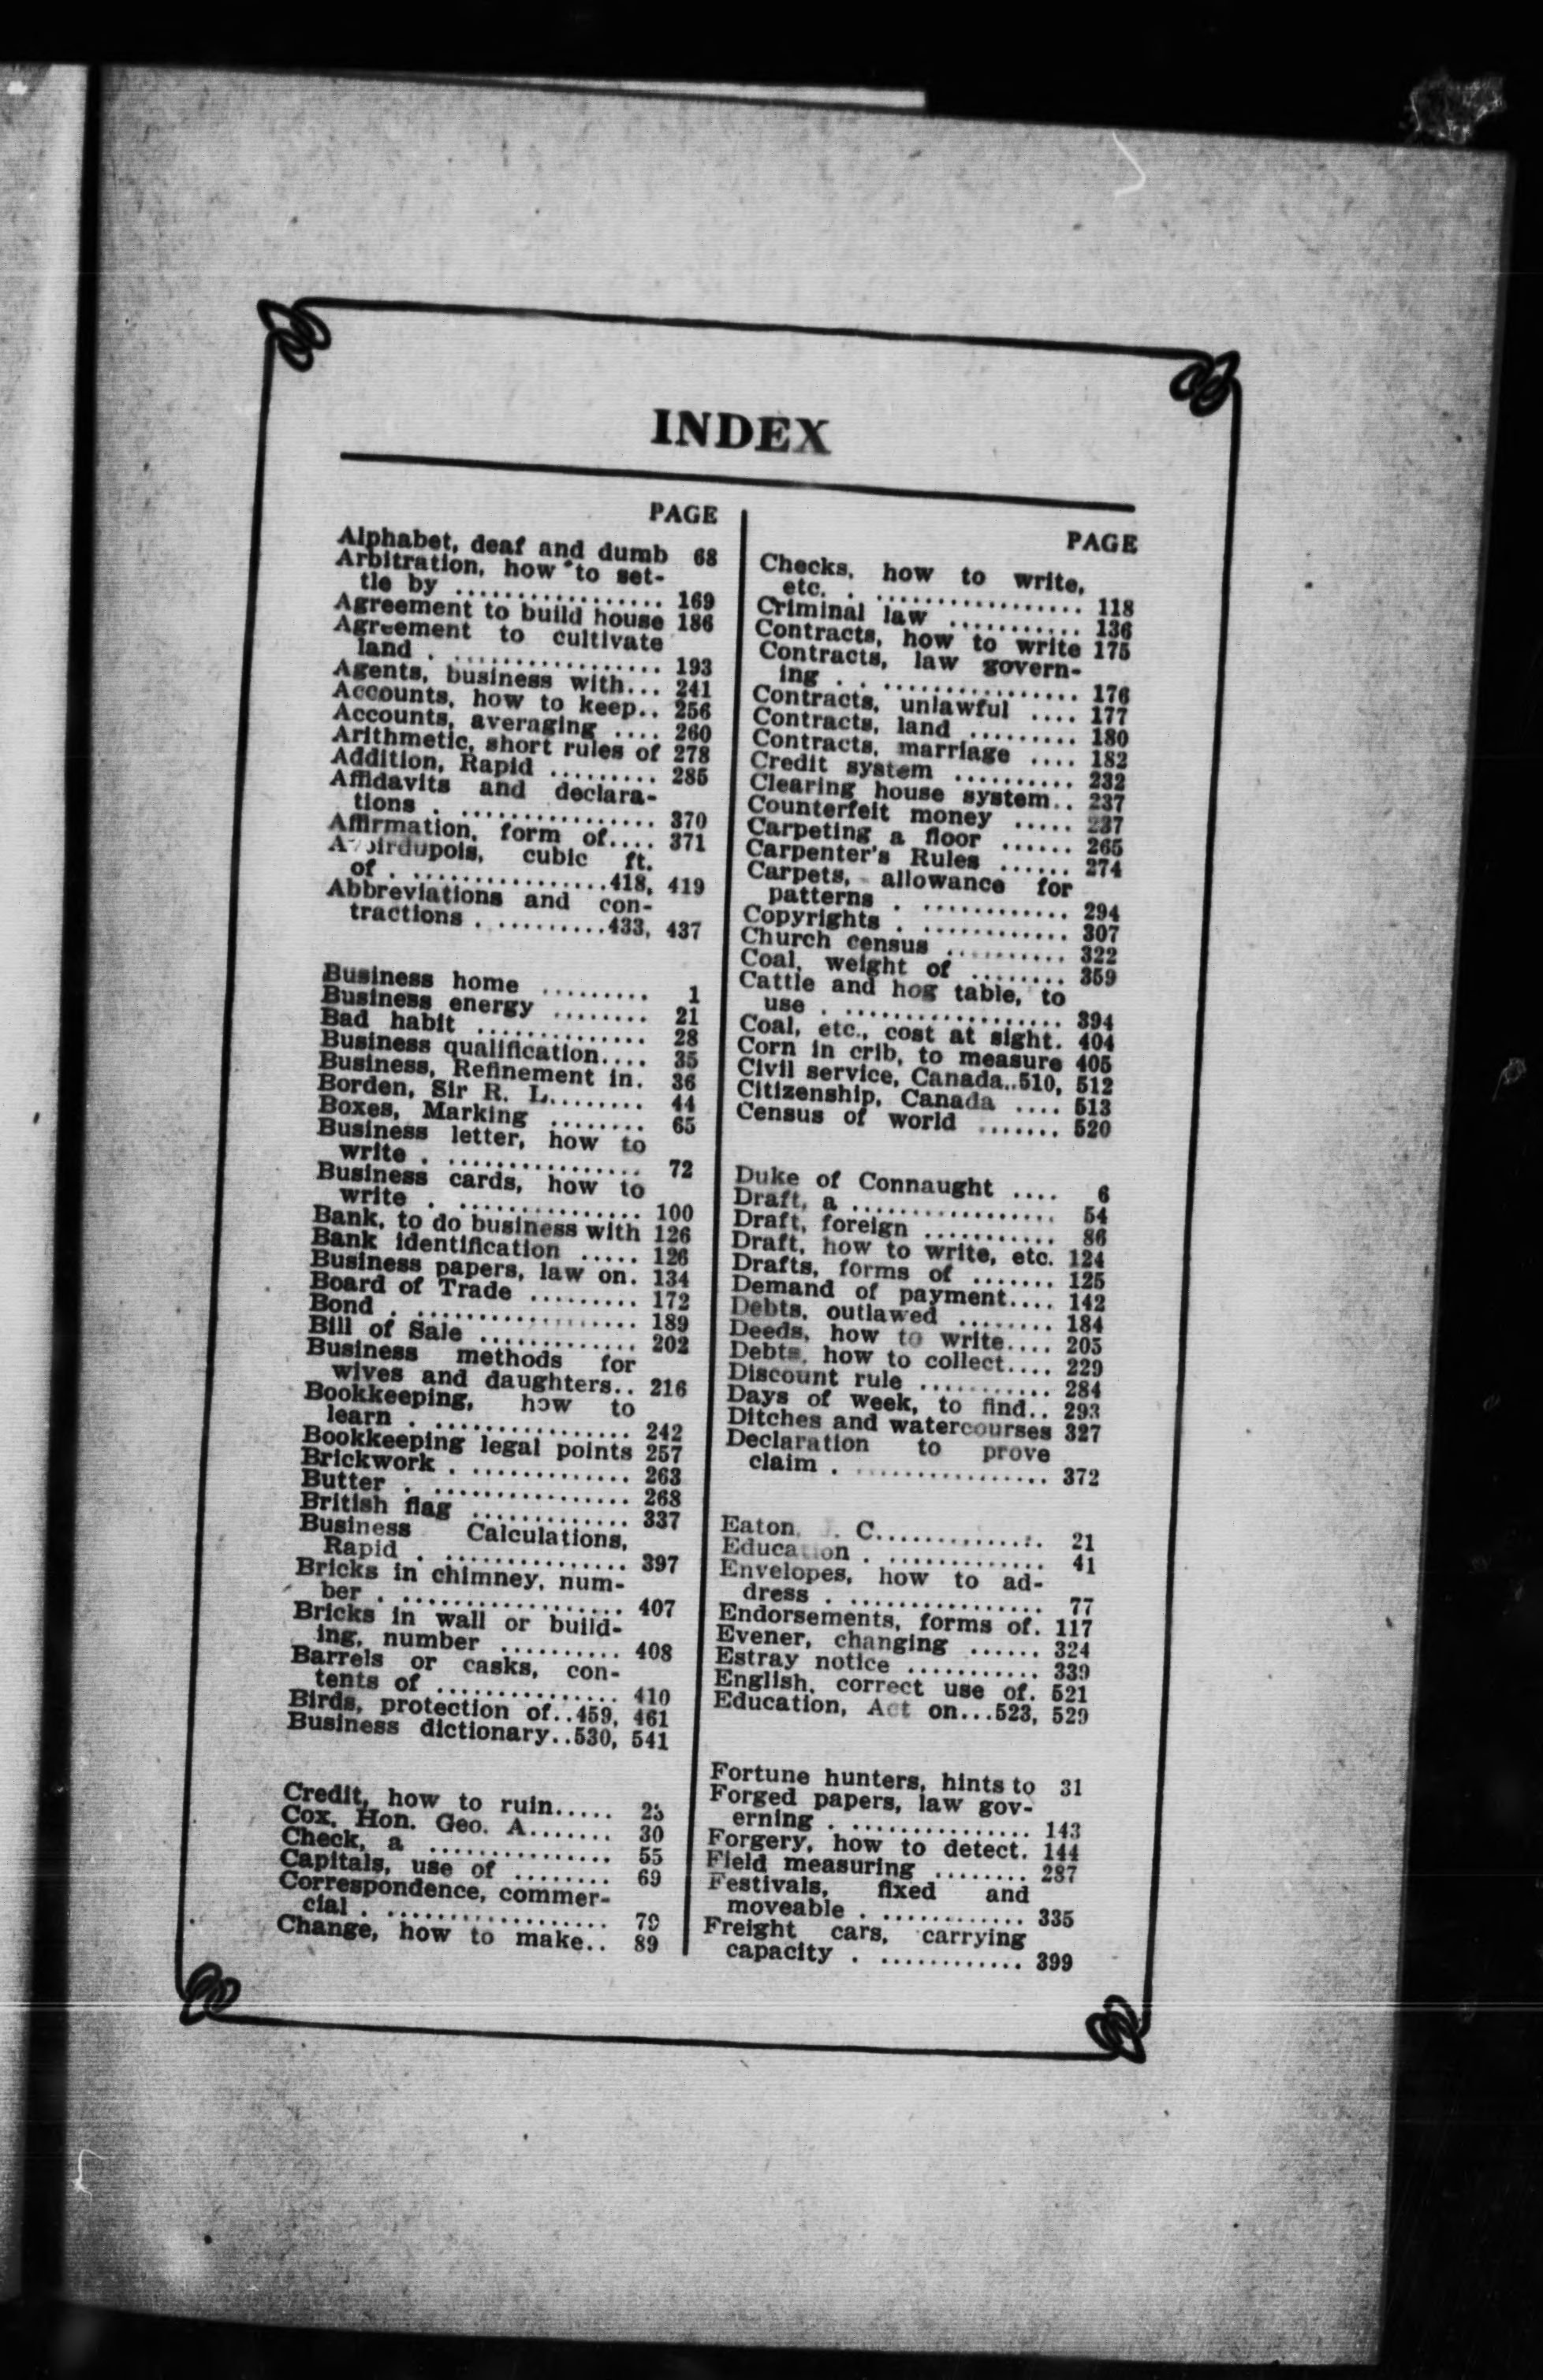 INDEX
PAGE
Alphabet, deaf and dumb 68
Arbitration, how to set-
tle by ................. 169
Agreement to build house 186
Agreement to cultivate
land . ................. 193
Agents, business with... 241
Accounts, how to keep.. 256
Accounts, averaging .... 260
Arithmetic, short rules of 278
Addition, Rapid ......... 285
Affidavits and declara-
tions . ................ 370
Affirmation, form of.... 371
cubic ft.
of . ................418, 419
Abbreviations and con-
tractions . .........433, 437
Business home ......... 1
Business energy ........ 21
Bad habit .............. 28
Business qualification.... 35
Business, Refinement in. 36
Borden, Sir R. L........ 44
Boxes, Marking ........ 65
Business letter, how to
write . ................ 72
Business cards, how to
write . ............... 100
Bank, to do business with 126
Bank identification ..... 126
Business papers, law on. 134
Board of Trade ......... 172
Bond . .................. 189
Bill of Sale ............. 202
Business methods for
wives and daughters.. 216
Bookkeeping, how to
learn . ................ 242
Bookkeeping legal points 257
Brickwork . ............. 263
Butter . ................ 268
British flag ............. 337
Business Calculations,
Rapid . ............... 397
Bricks in chimney, num-
ber . .................. 407
Bricks in wall or build-
ing, number .......... 408
Barrels or casks, con-
tents of ............... 410
Birds, protection of..459, 461
Business dictionary..530, 541
Credit, how to ruin..... 25
Cox, Hon. Geo. A....... 30
Check, a ............... 55
Capitals, use of ........ 69
Correspondence, commer-
cial . .................. 79
Change, how to make.. 89
PAGE
Checks, how to write,
etc. . ................. 118
Criminal law ........... 136
Contracts, how to write 175
Contracts, law govern-
ing . . ................ 176
Contracts, unlawful .... 177
Contracts, land ......... 180
Contracts, marriage .... 182
Credit system .......... 232
Clearing house system.. 237
Counterfeit money ..... 237
Carpeting a floor ...... 265
Carpenter's Rules ...... 274
Carpets, allowance for
patterns . ............ 294
Copyrights . ............ 307
Church census .......... 322
Coal, weight of ........ 359
Cattle and hog table, to
use . .................. 394
Coal, etc., cost at sight. 404
Corn in crib, to measure 405
Civil service, Canada..510, 512
Citizenship, Canada .... 513
Census of world ....... 520
Duke of Connaught .... 6
Draft, a ................. 54
Draft, foreign ........... 86
Draft, how to write, etc. 124
Drafts, forms of ....... 125
Demand of payment.... 142
Debts, outlawed ........ 184
Deeds, how to write.... 205
Debts, how to collect.... 229
Discount rule ........... 284
Days of week, to find.. 293
Ditches and watercourses 327
Declaration to prove
claim . ................ 372
Eaton, . C.............. 21
Education . ............. 41
Envelopes, how to ad-
dress . ................ 77
Endorsements, forms of. 117
Evener, changing ...... 324
Estray notice ........... 339
English, correct use of. 521
Education, Act on...523, 529
Fortune hunters, hints to 31
Forged papers, law gov-
erning . ............... 143
Forgery, how to detect. 144
Field measuring ........ 287
Festivals, fixed and
moveable . ............ 335
Freight cars, carrying
capacity . ............ 399